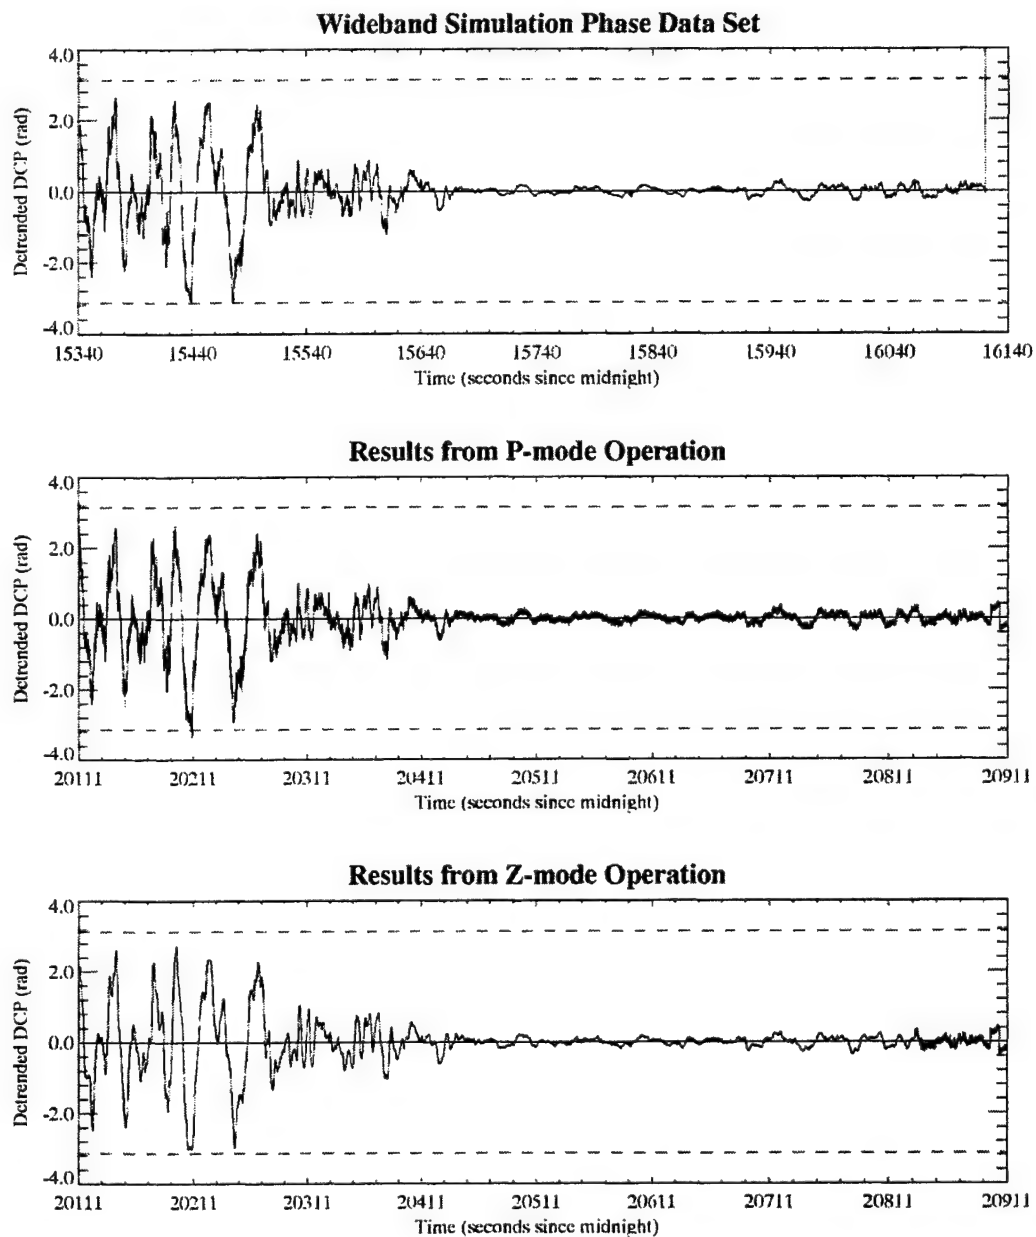 Wideband Simulation Phase Data Set
4.0
2.0
0.0
-2.0
-4.0
Detrended DCP (rad)
15340 15440 15540 15640 15740 15840 15940 16040 16140
Time (seconds since midnight)
Results from P-mode Operation
4.0
2.0
0.0
-2.0
-4.0
Detrended DCP (rad)
20111 20211 20311 20411 20511 20611 20711 20811 20911
Time (seconds since midnight)
Results from Z-mode Operation
4.0
2.0
0.0
-2.0
-4.0
Detrended DCP (rad)
20111 20211 20311 20411 20511 20611 20711 20811 20911
Time (seconds since midnight)